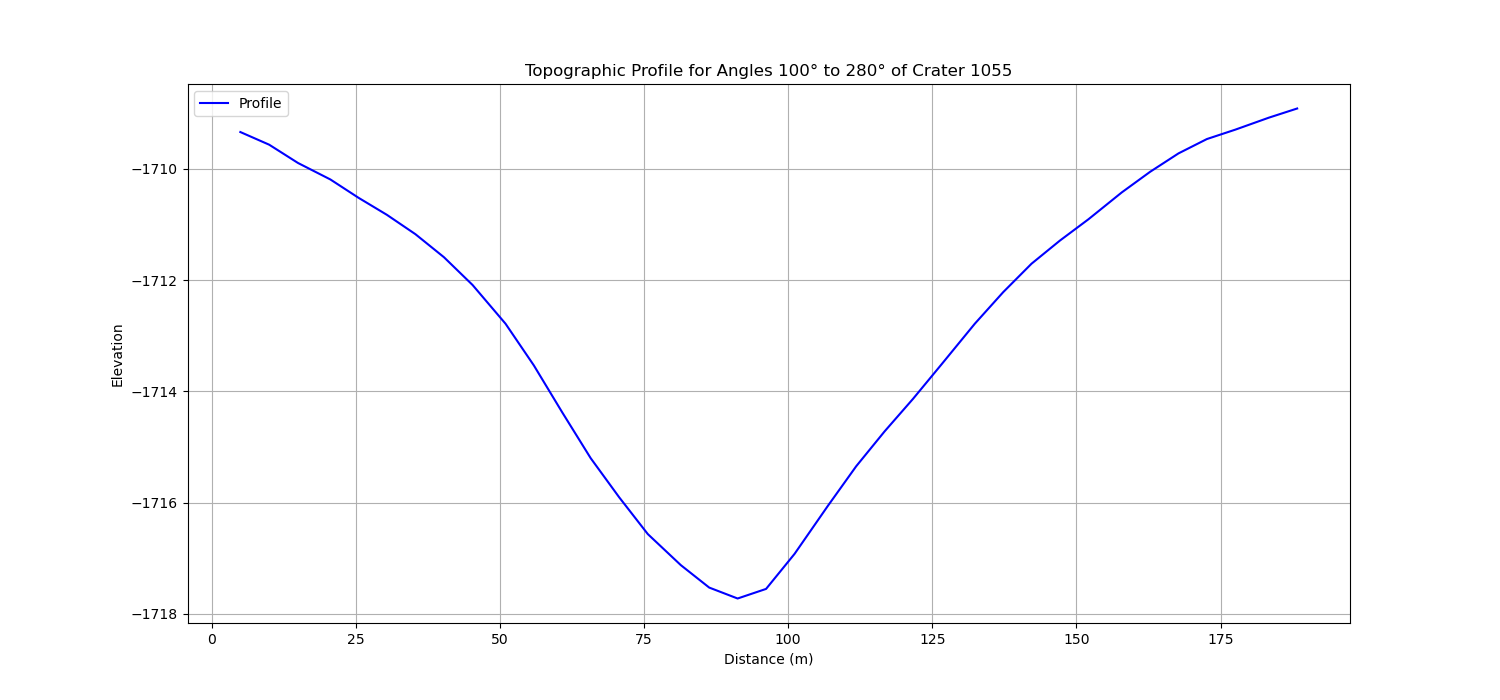 Topographic Profile for Angles 100° to 280° of Crater 1055
Profile
Elevation
−1710
−1712
−1714
−1716
−1718
0 25 50 75 100 125 150 175
Distance (m)